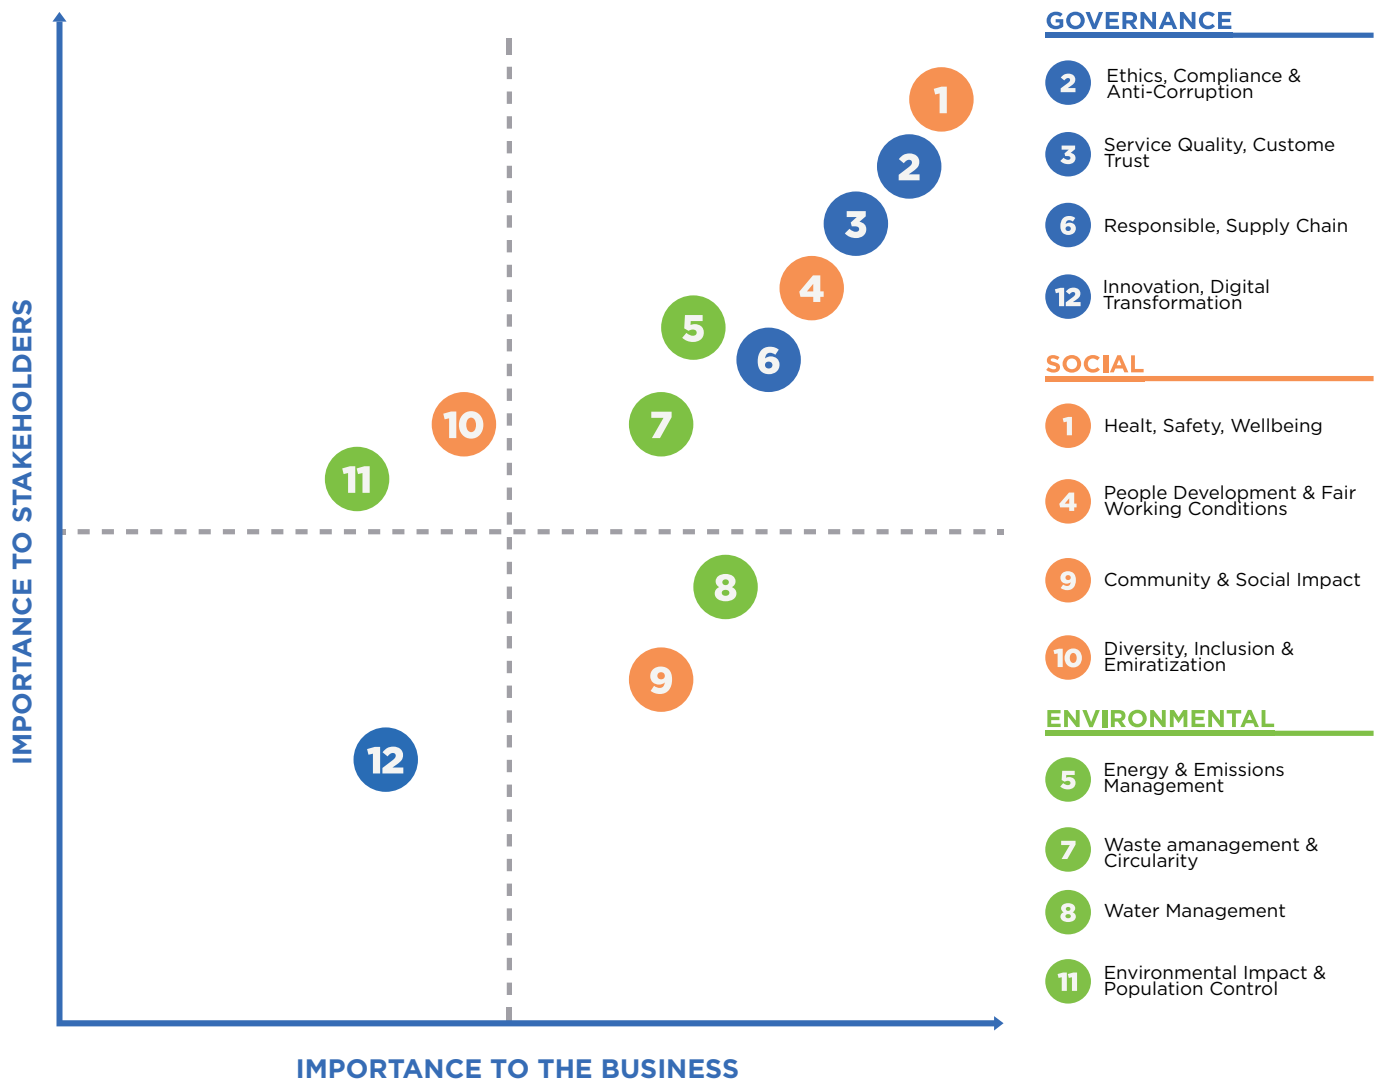 IMPORTANCE TO STAKEHOLDERS
1
2
3
4
5
6
10
7
11
8
9
12
IMPORTANCE TO THE BUSINESS
GOVERNANCE
2
Ethics, Compliance &
Anti-Corruption
3
Service Quality, Custome
Trust
6
Responsible, Supply Chain
12
Innovation, Digital
Transformation
SOCIAL
1
Healt, Safety, Wellbeing
4
People Development & Fair
Working Conditions
9
Community & Social Impact
10
Diversity, Inclusion &
Emiratization
ENVIRONMENTAL
5
Energy & Emissions
Management
7
Waste amanagement &
Circularity
8
Water Management
11
Environmental Impact &
Population Control